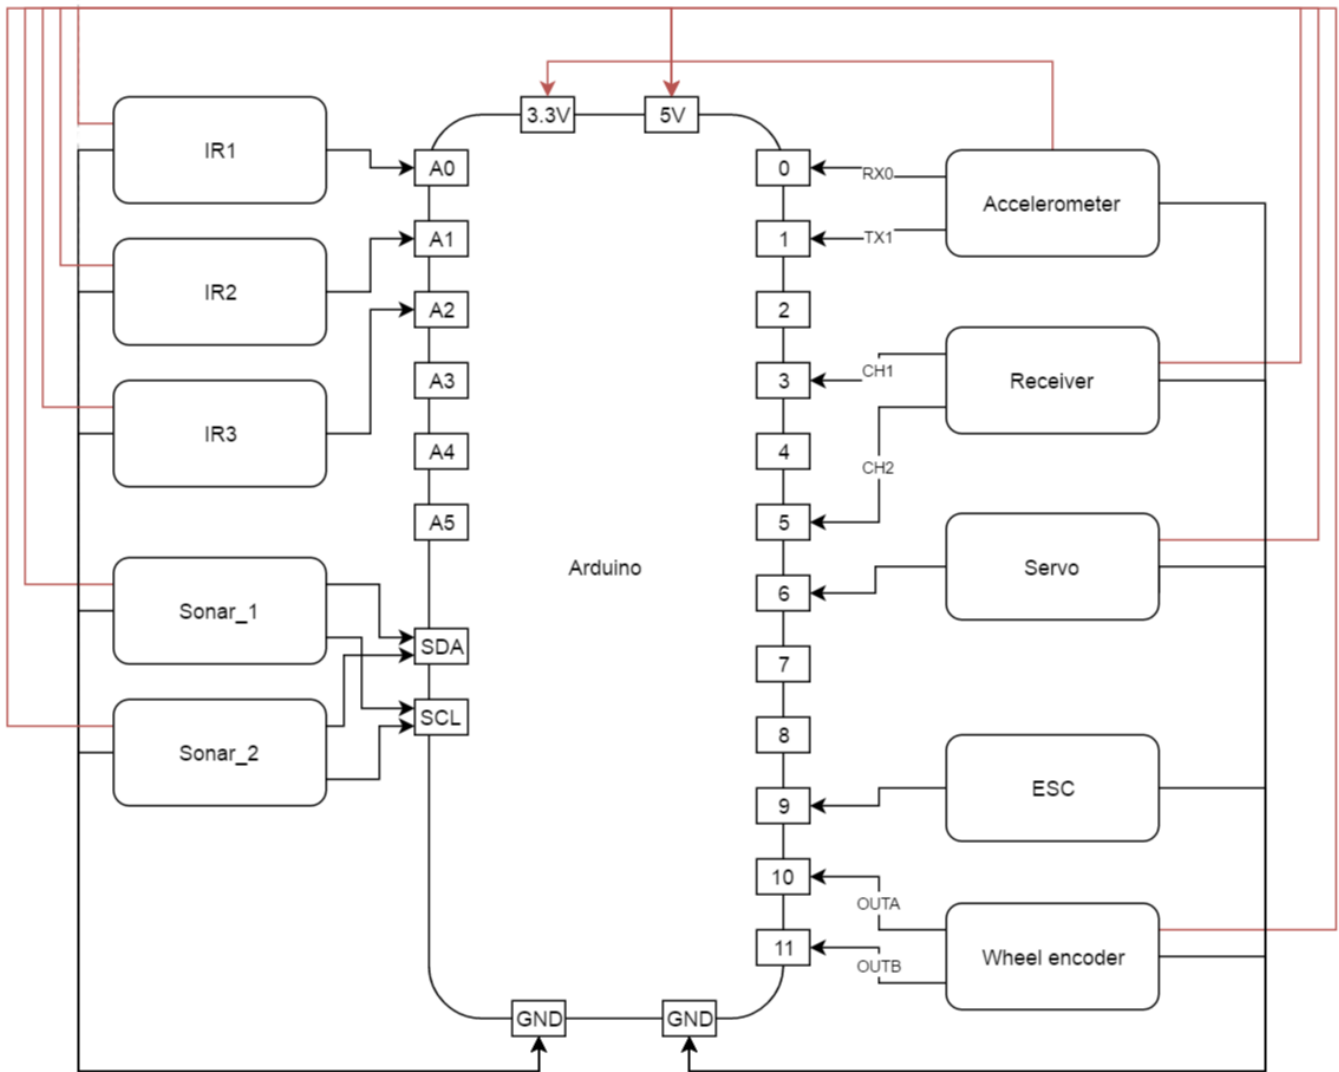 3.3V
5V
IR1
A0
0
RX0
Accelerometer
IR2
A1
1
TX1
A2
2
IR3
A3
3
CH1
Receiver
A4
4
CH2
A5
5
Arduino
Servo
6
Sonar_1
SDA
7
SCL
8
Sonar_2
9
ESC
10
OUTA
11
OUTB
Wheel encoder
GND
GND